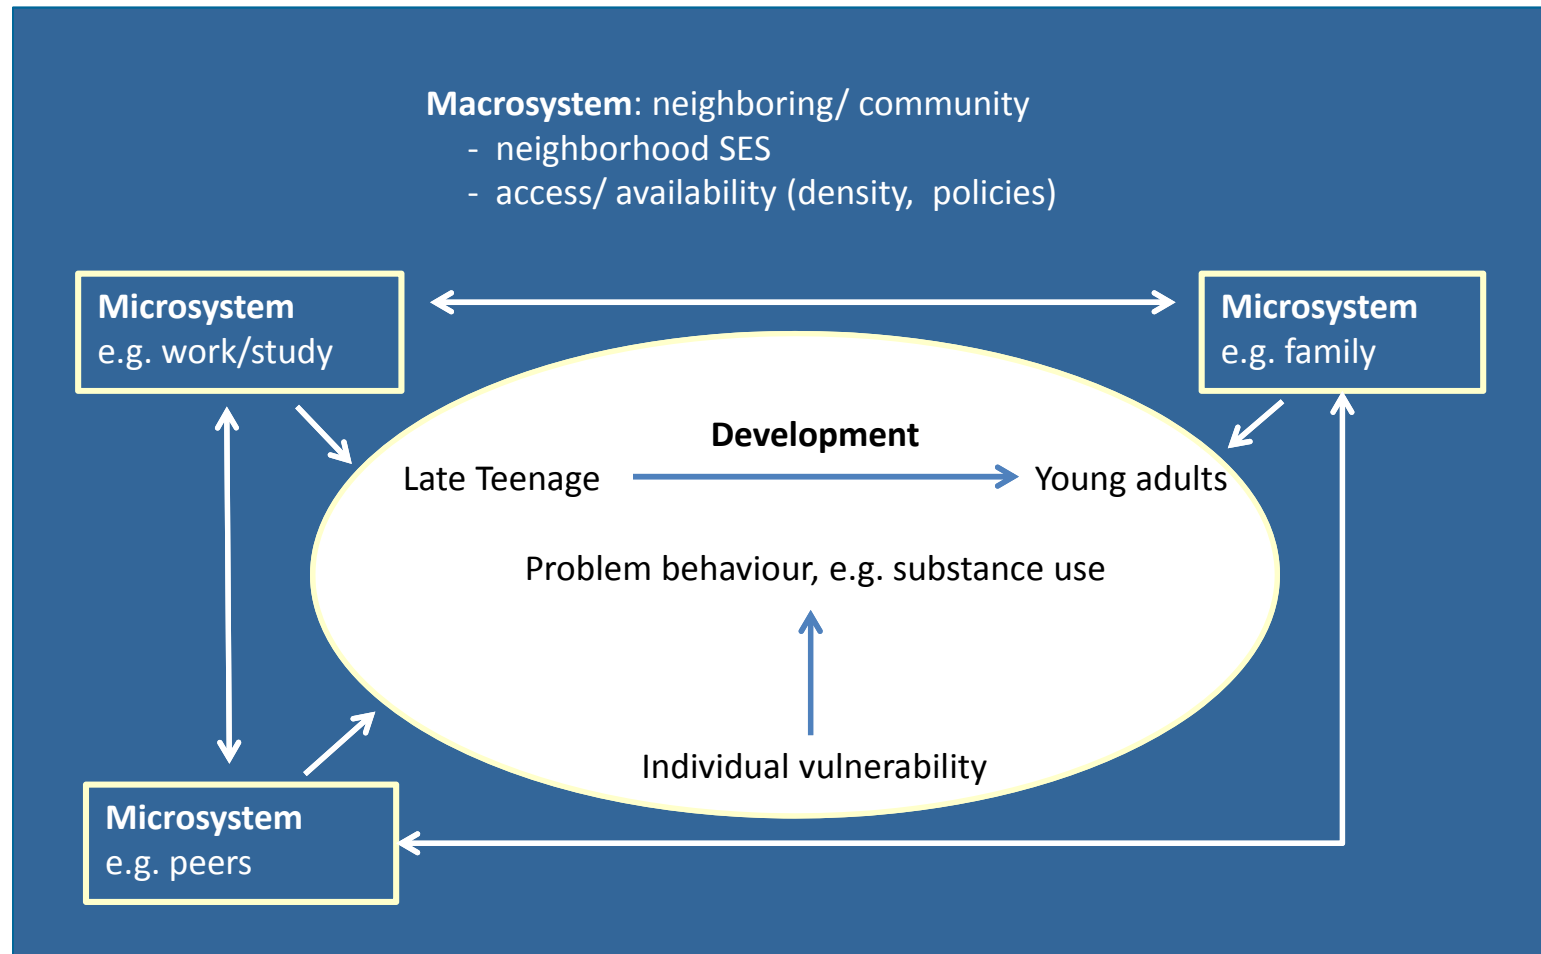 Macrosystem: neighboring/ community
- neighborhood SES
- access/ availability (density, policies)
Microsystem
e.g. work/study
Microsystem
e.g. family
Development
Late Teenage
Young adults
Problem behaviour, e.g. substance use
Individual vulnerability
Microsystem
e.g. peers